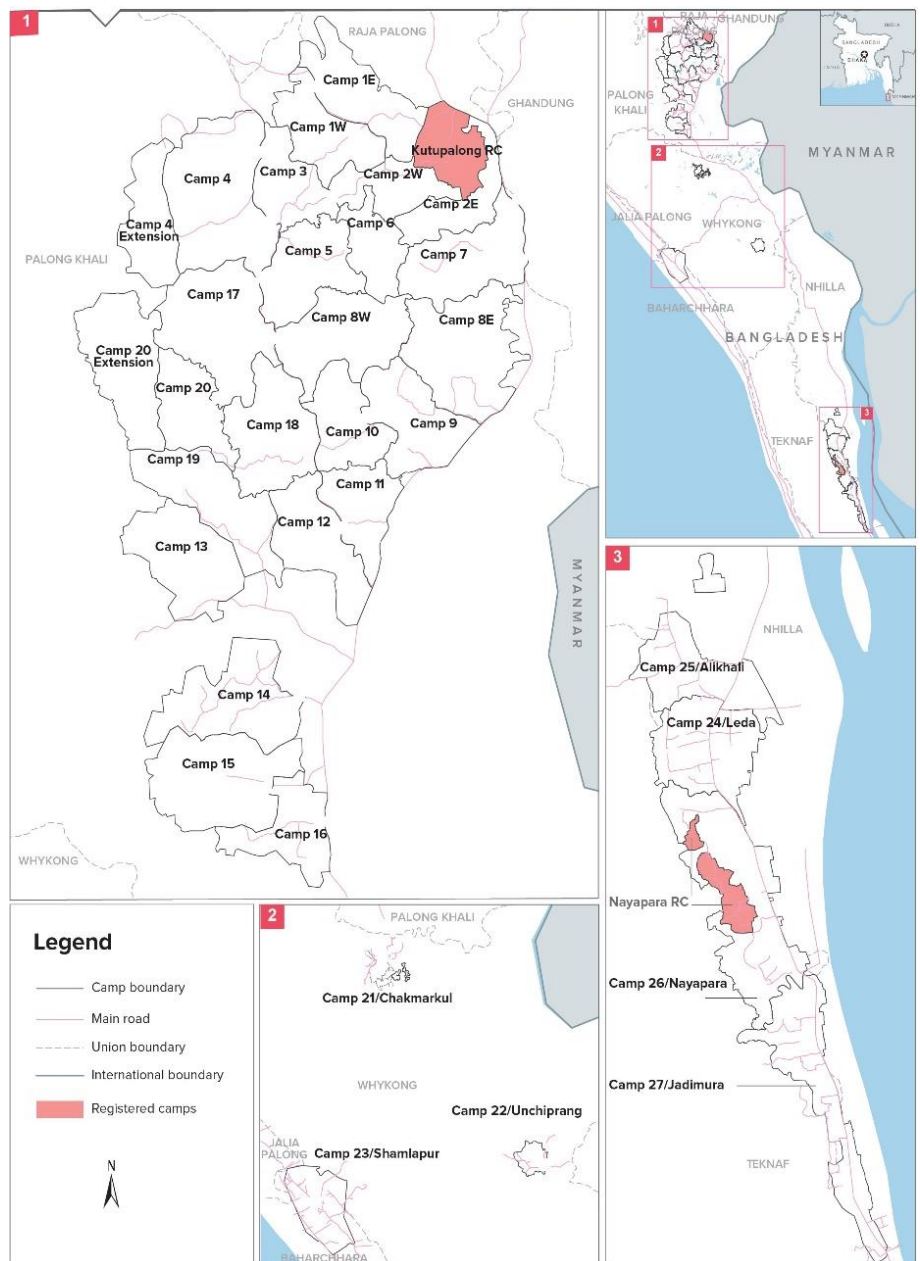 1
RAJA PALONG
Camp 1E
GHANDUNG
Camp 1W
Kutupalong RC
Camp 3
Camp 2W
Camp 4
Camp 2E
Camp 4
Extension
Camp 6
Camp 5
Camp 7
PALONG KHALI
Camp 17
Camp 8W
Camp 8E
Camp 20
Extension
Camp 20
Camp 18
Camp 10
Camp 9
Camp 19
Camp 11
Camp 12
Camp 13
MYANMAR
Camp 14
Camp 15
Camp 16
WHYKONG
1
RAJA
GHANDUNG
PALONG
KHALI
BANGLADESH
DHAKA
MYANMAR
2
JALIA PALONG
WHYKONG
NHILLA
BAHARCHHARA
BANGLADESH
3
TEKNAF
Legend
Camp boundary
Main road
Union boundary
International boundary
Registered camps
N
2
PALONG KHALI
Camp 21/Chakmarkul
WHYKONG
Camp 22/Unchiprang
JALIA
PALONG
Camp 23/Shamlapur
BAHARCHHARA
3
NHILLA
Camp 25/Alikhali
Camp 24/Leda
Nayapara RC
Camp 26/Nayapara
Camp 27/Jadimura
TEKNAF